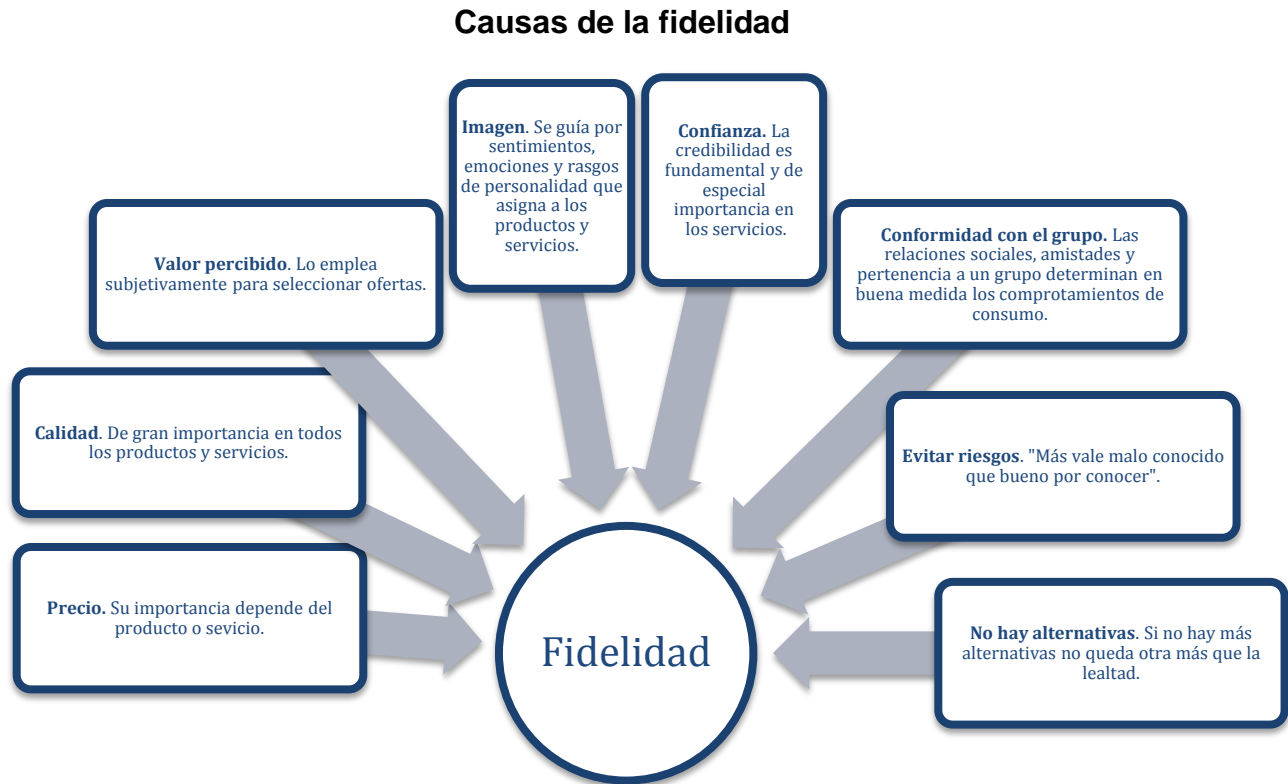 Causas de la fidelidad
Imagen. Se guía por
sentimientos,
emociones y rasgos
de personalidad que
asigna a los
productos y
servicios.
Confianza. La
credibilidad es
fundamental y de
especial
importancia en
los servicios.
Valor percibido. Lo emplea
subjetivamente para seleccionar ofertas.
Conformidad con el grupo. Las
relaciones sociales, amistades y
pertenencia a un grupo determinan en
buena medida los comprotamientos de
consumo.
Calidad. De gran importancia en todos
los productos y servicios.
Evitar riesgos. "Más vale malo conocido
que bueno por conocer".
Precio. Su importancia depende del
producto o sevicio.
No hay alternativas. Si no hay más
alternativas no queda otra más que la
lealtad.
Fidelidad